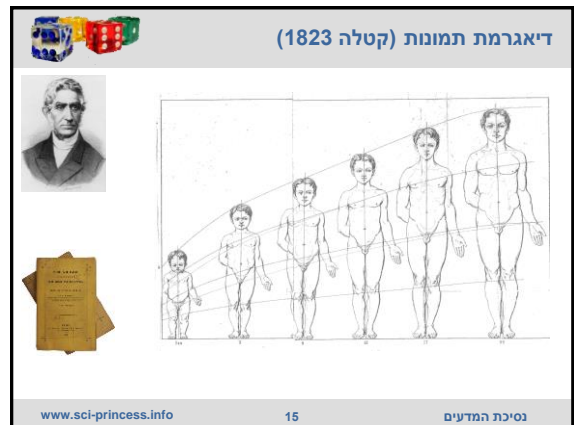 דיאגרמת תמונות (קטלה 1823)
www.sci-princess.info
15
נסיכת המדעים